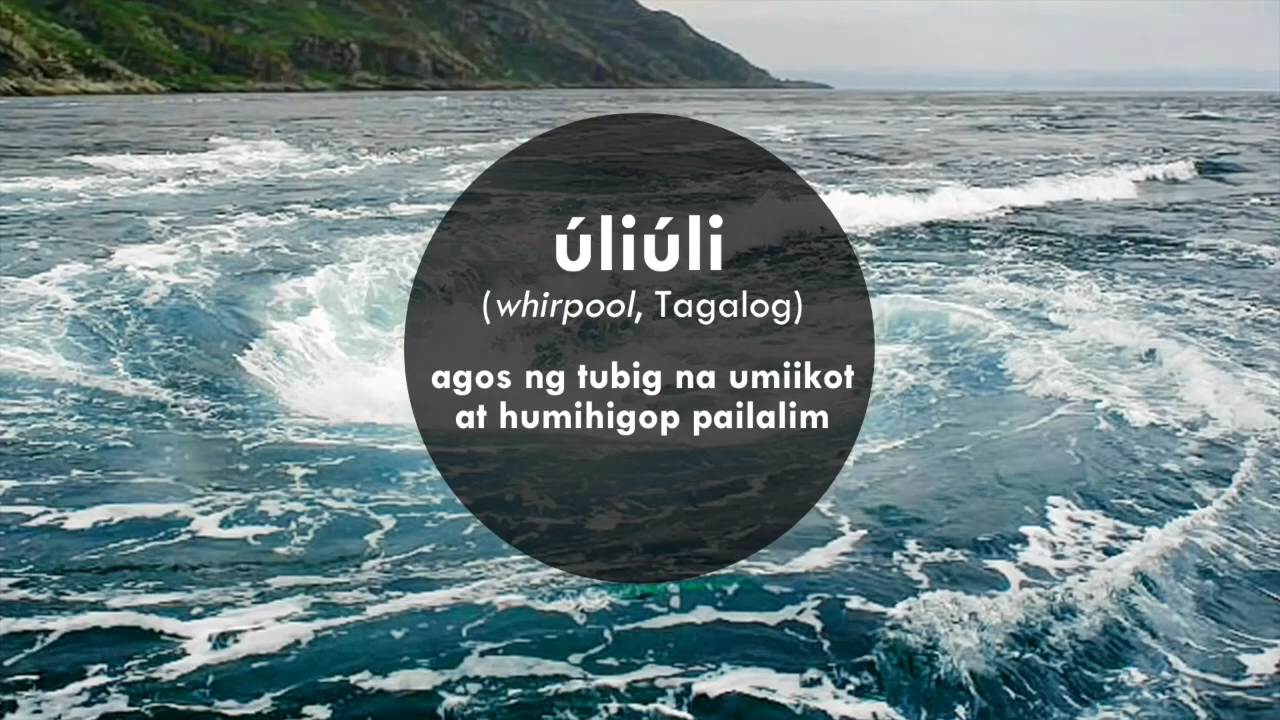 úliúli
(whirpool, Tagalog)
agos ng tubig na umiikot
at humihigop pailalim